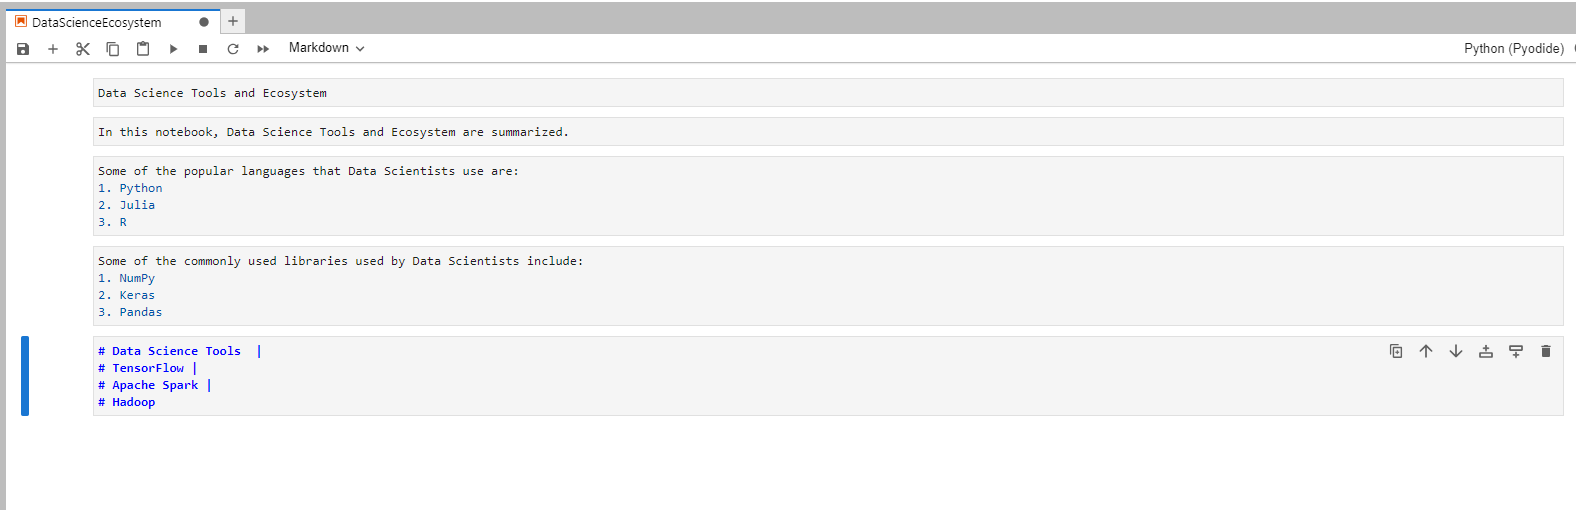 DataScienceEcosystem
Markdown
Python (Pyodide)
Data Science Tools and Ecosystem
In this notebook, Data Science Tools and Ecosystem are summarized.
Some of the popular languages that Data Scientists use are:
1. Python
2. Julia
3. R
Some of the commonly used libraries used by Data Scientists include:
1. NumPy
2. Keras
3. Pandas
# Data Science Tools  |
# TensorFlow |
# Apache Spark |
# Hadoop